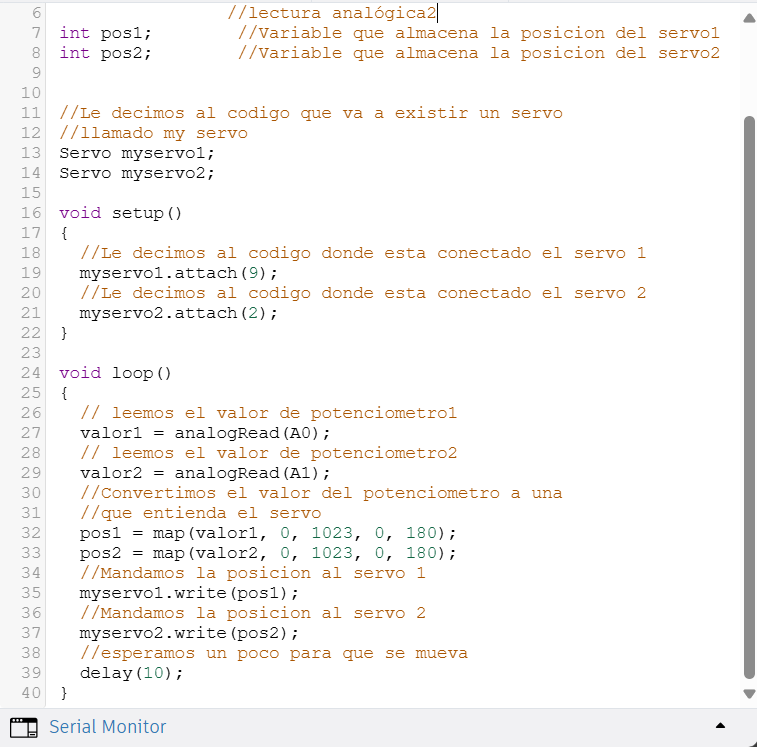 6 //lectura analógica2
7 int pos1; //Variable que almacena la posicion del servo1
8 int pos2; //Variable que almacena la posicion del servo2
9
10
11 //Le decimos al codigo que va a existir un servo
12 //llamado my servo
13 Servo myservo1;
14 Servo myservo2;
15
16 void setup()
17 {
18 //Le decimos al codigo donde esta conectado el servo 1
19 myservo1.attach(9);
20 //Le decimos al codigo donde esta conectado el servo 2
21 myservo2.attach(2);
22 }
23
24 void loop()
25 {
26 // leemos el valor de potenciometro1
27 valor1 = analogRead(A0);
28 // leemos el valor de potenciometro2
29 valor2 = analogRead(A1);
30 //Convertimos el valor del potenciometro a una
31 //que entienda el servo
32 pos1 = map(valor1, 0, 1023, 0, 180);
33 pos2 = map(valor2, 0, 1023, 0, 180);
34 //Mandamos la posicion al servo 1
35 myservo1.write(pos1);
36 //Mandamos la posicion al servo 2
37 myservo2.write(pos2);
38 //esperamos un poco para que se mueva
39 delay(10);
40 }
Serial Monitor